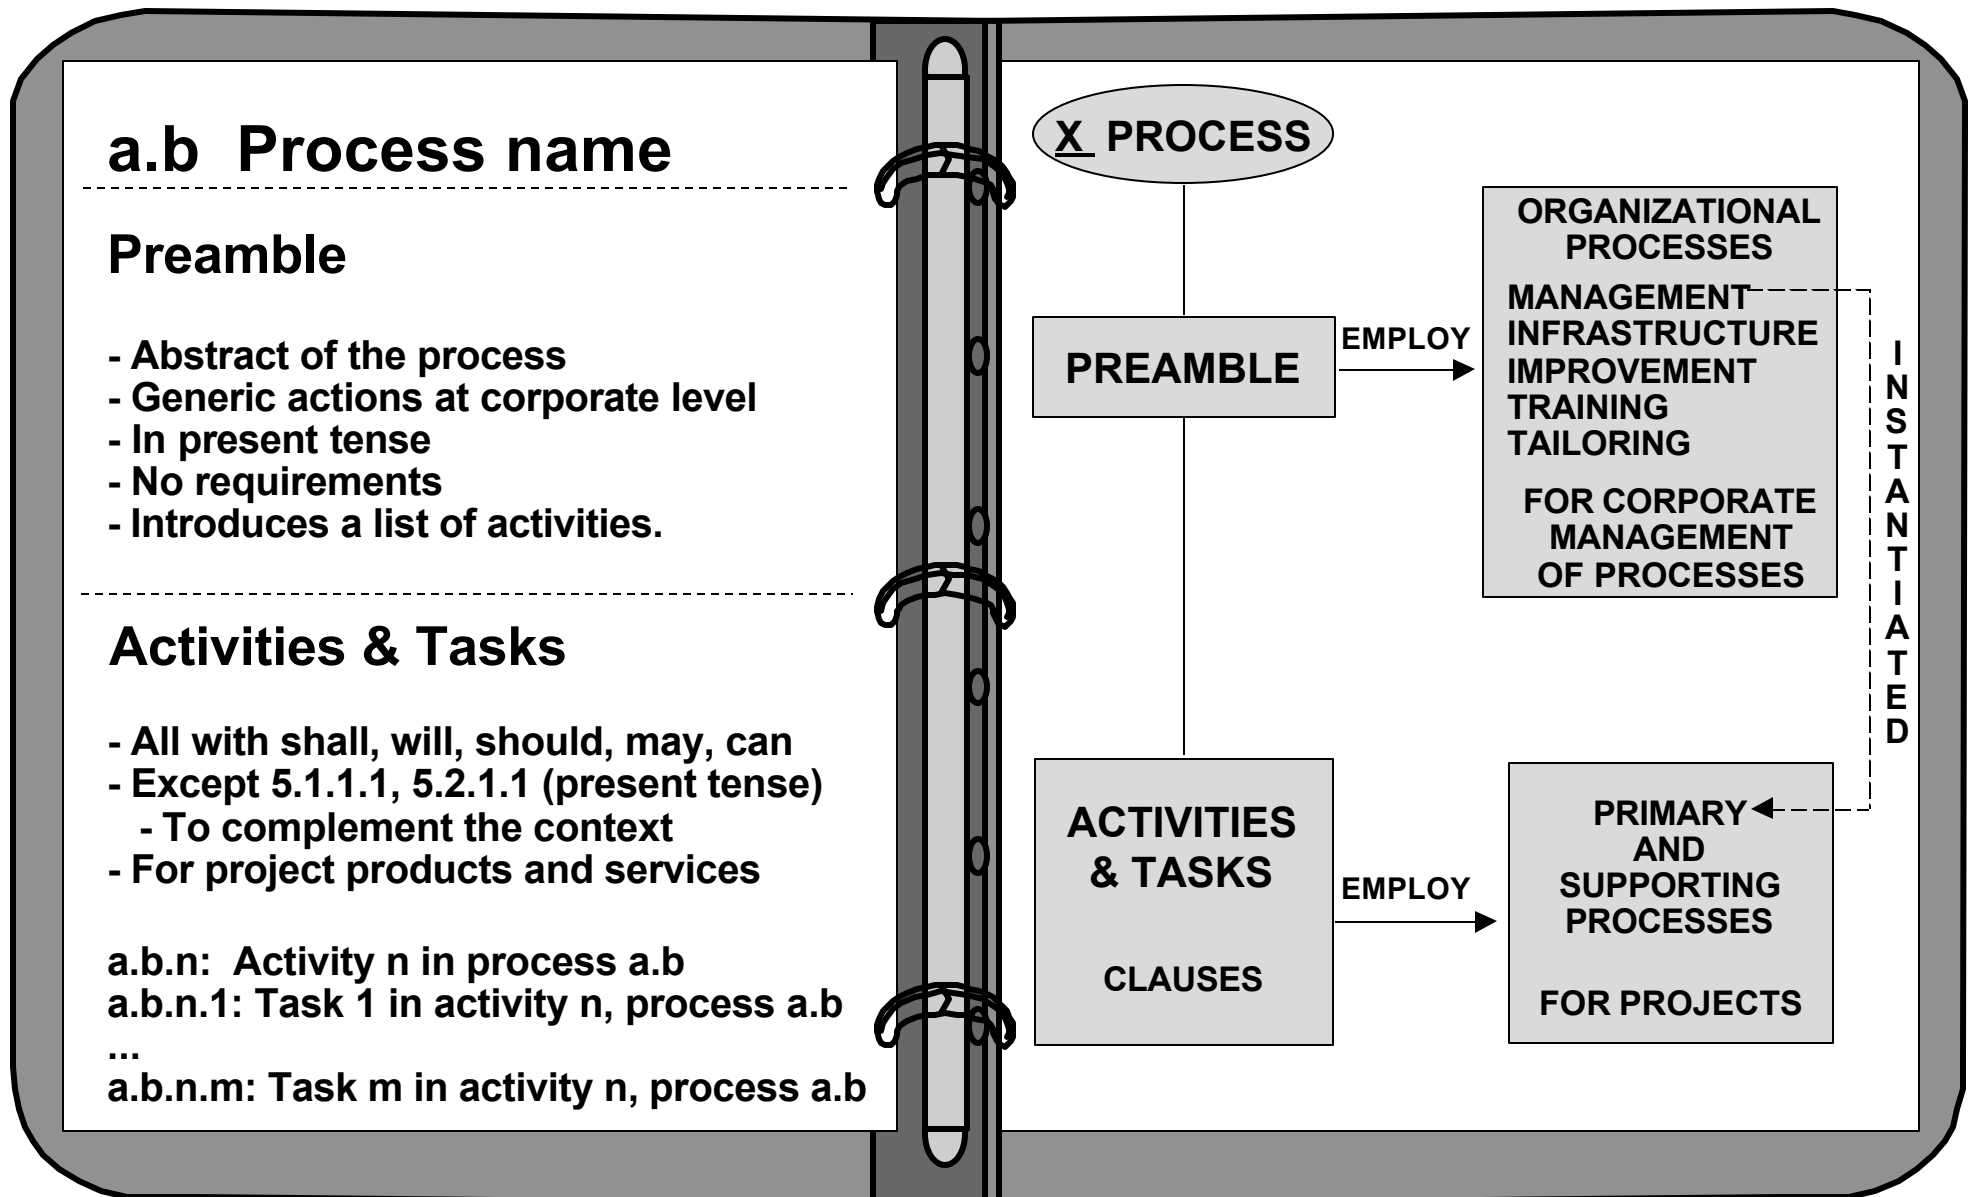 a.b Process name
Preamble
- Abstract of the process
- Generic actions at corporate level
- In present tense
- No requirements
- Introduces a list of activities.
Activities & Tasks
- All with shall, will, should, may, can
- Except 5.1.1.1, 5.2.1.1 (present tense)
- To complement the context
- For project products and services
a.b.n: Activity n in process a.b
a.b.n.1: Task 1 in activity n, process a.b
...
a.b.n.m: Task m in activity n, process a.b
X PROCESS
PREAMBLE
EMPLOY
ORGANIZATIONAL
PROCESSES
MANAGEMENT
INFRASTRUCTURE
IMPROVEMENT
TRAINING
TAILORING
FOR CORPORATE
MANAGEMENT
OF PROCESSES
INSTANTIATED
ACTIVITIES
& TASKS
CLAUSES
EMPLOY
PRIMARY
AND
SUPPORTING
PROCESSES
FOR PROJECTS